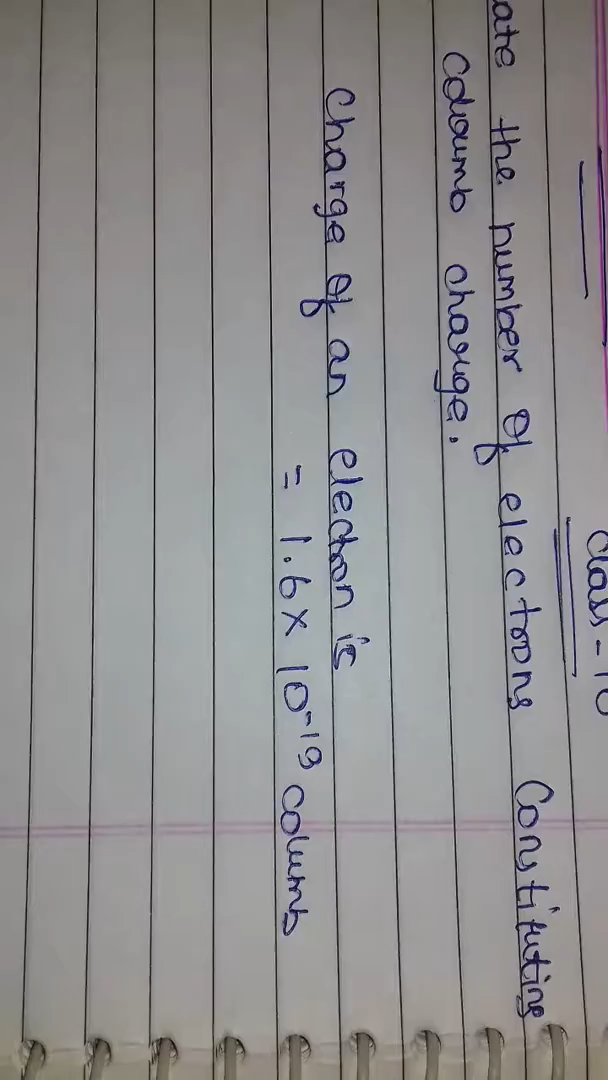 Class - 10
ate the number of electrons Constituting
coloumb charge.
Charge of an electron is
= 1.6 × 10-19 columb